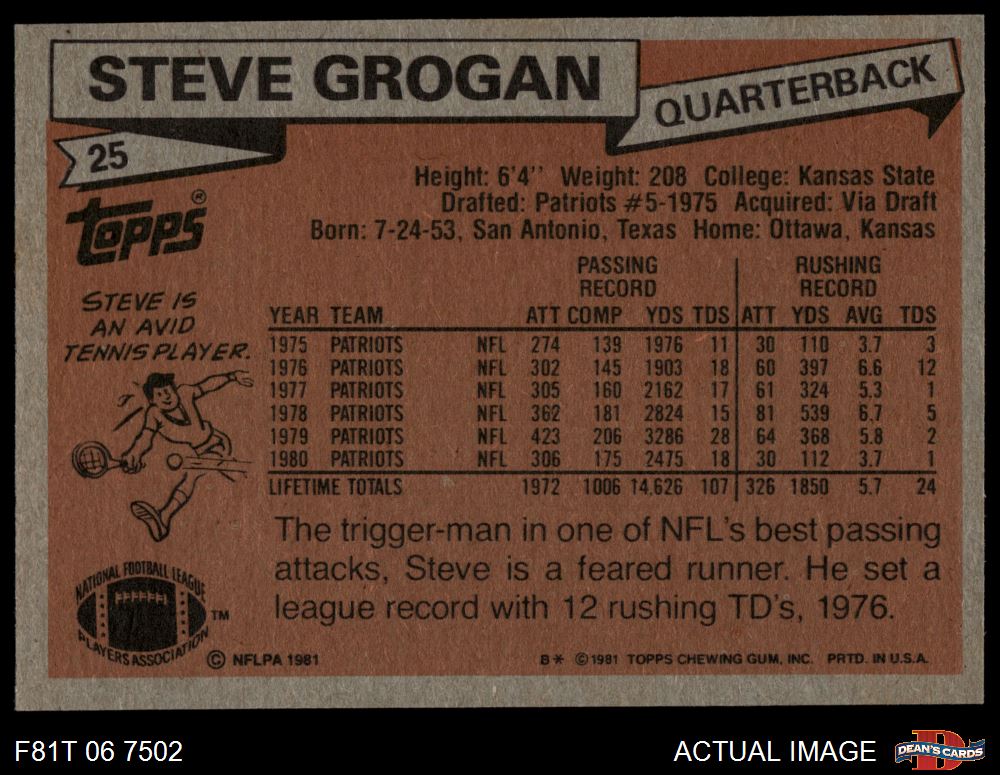 STEVE GROGAN
QUARTERBACK
25
Topps®
Height: 6'4'' Weight: 208 College: Kansas State
Drafted: Patriots #5-1975 Acquired: Via Draft
Born: 7-24-53, San Antonio, Texas Home: Ottawa, Kansas
STEVE IS
AN AVID
TENNIS PLAYER.
PASSING RUSHING
RECORD RECORD
YEAR TEAM ATT COMP YDS TDS ATT YDS AVG TDS
1975 PATRIOTS NFL 274 139 1976 11 30 110 3.7 3
1976 PATRIOTS NFL 302 145 1903 18 60 397 6.6 12
1977 PATRIOTS NFL 305 160 2162 17 61 324 5.3 1
1978 PATRIOTS NFL 362 181 2824 15 81 539 6.7 5
1979 PATRIOTS NFL 423 206 3286 28 64 368 5.8 2
1980 PATRIOTS NFL 306 175 2475 18 30 112 3.7 1
LIFETIME TOTALS 1972 1006 14,626 107 326 1850 5.7 24
The trigger-man in one of NFL's best passing
attacks, Steve is a feared runner. He set a
league record with 12 rushing TD's, 1976.
NATIONAL FOOTBALL LEAGUE
PLAYERS ASSOCIATION
TM
© NFLPA 1981
B* ©1981 TOPPS CHEWING GUM, INC. PRTD. IN U.S.A.
F81T 06 7502
ACTUAL IMAGE
D
DEAN'S CARDS